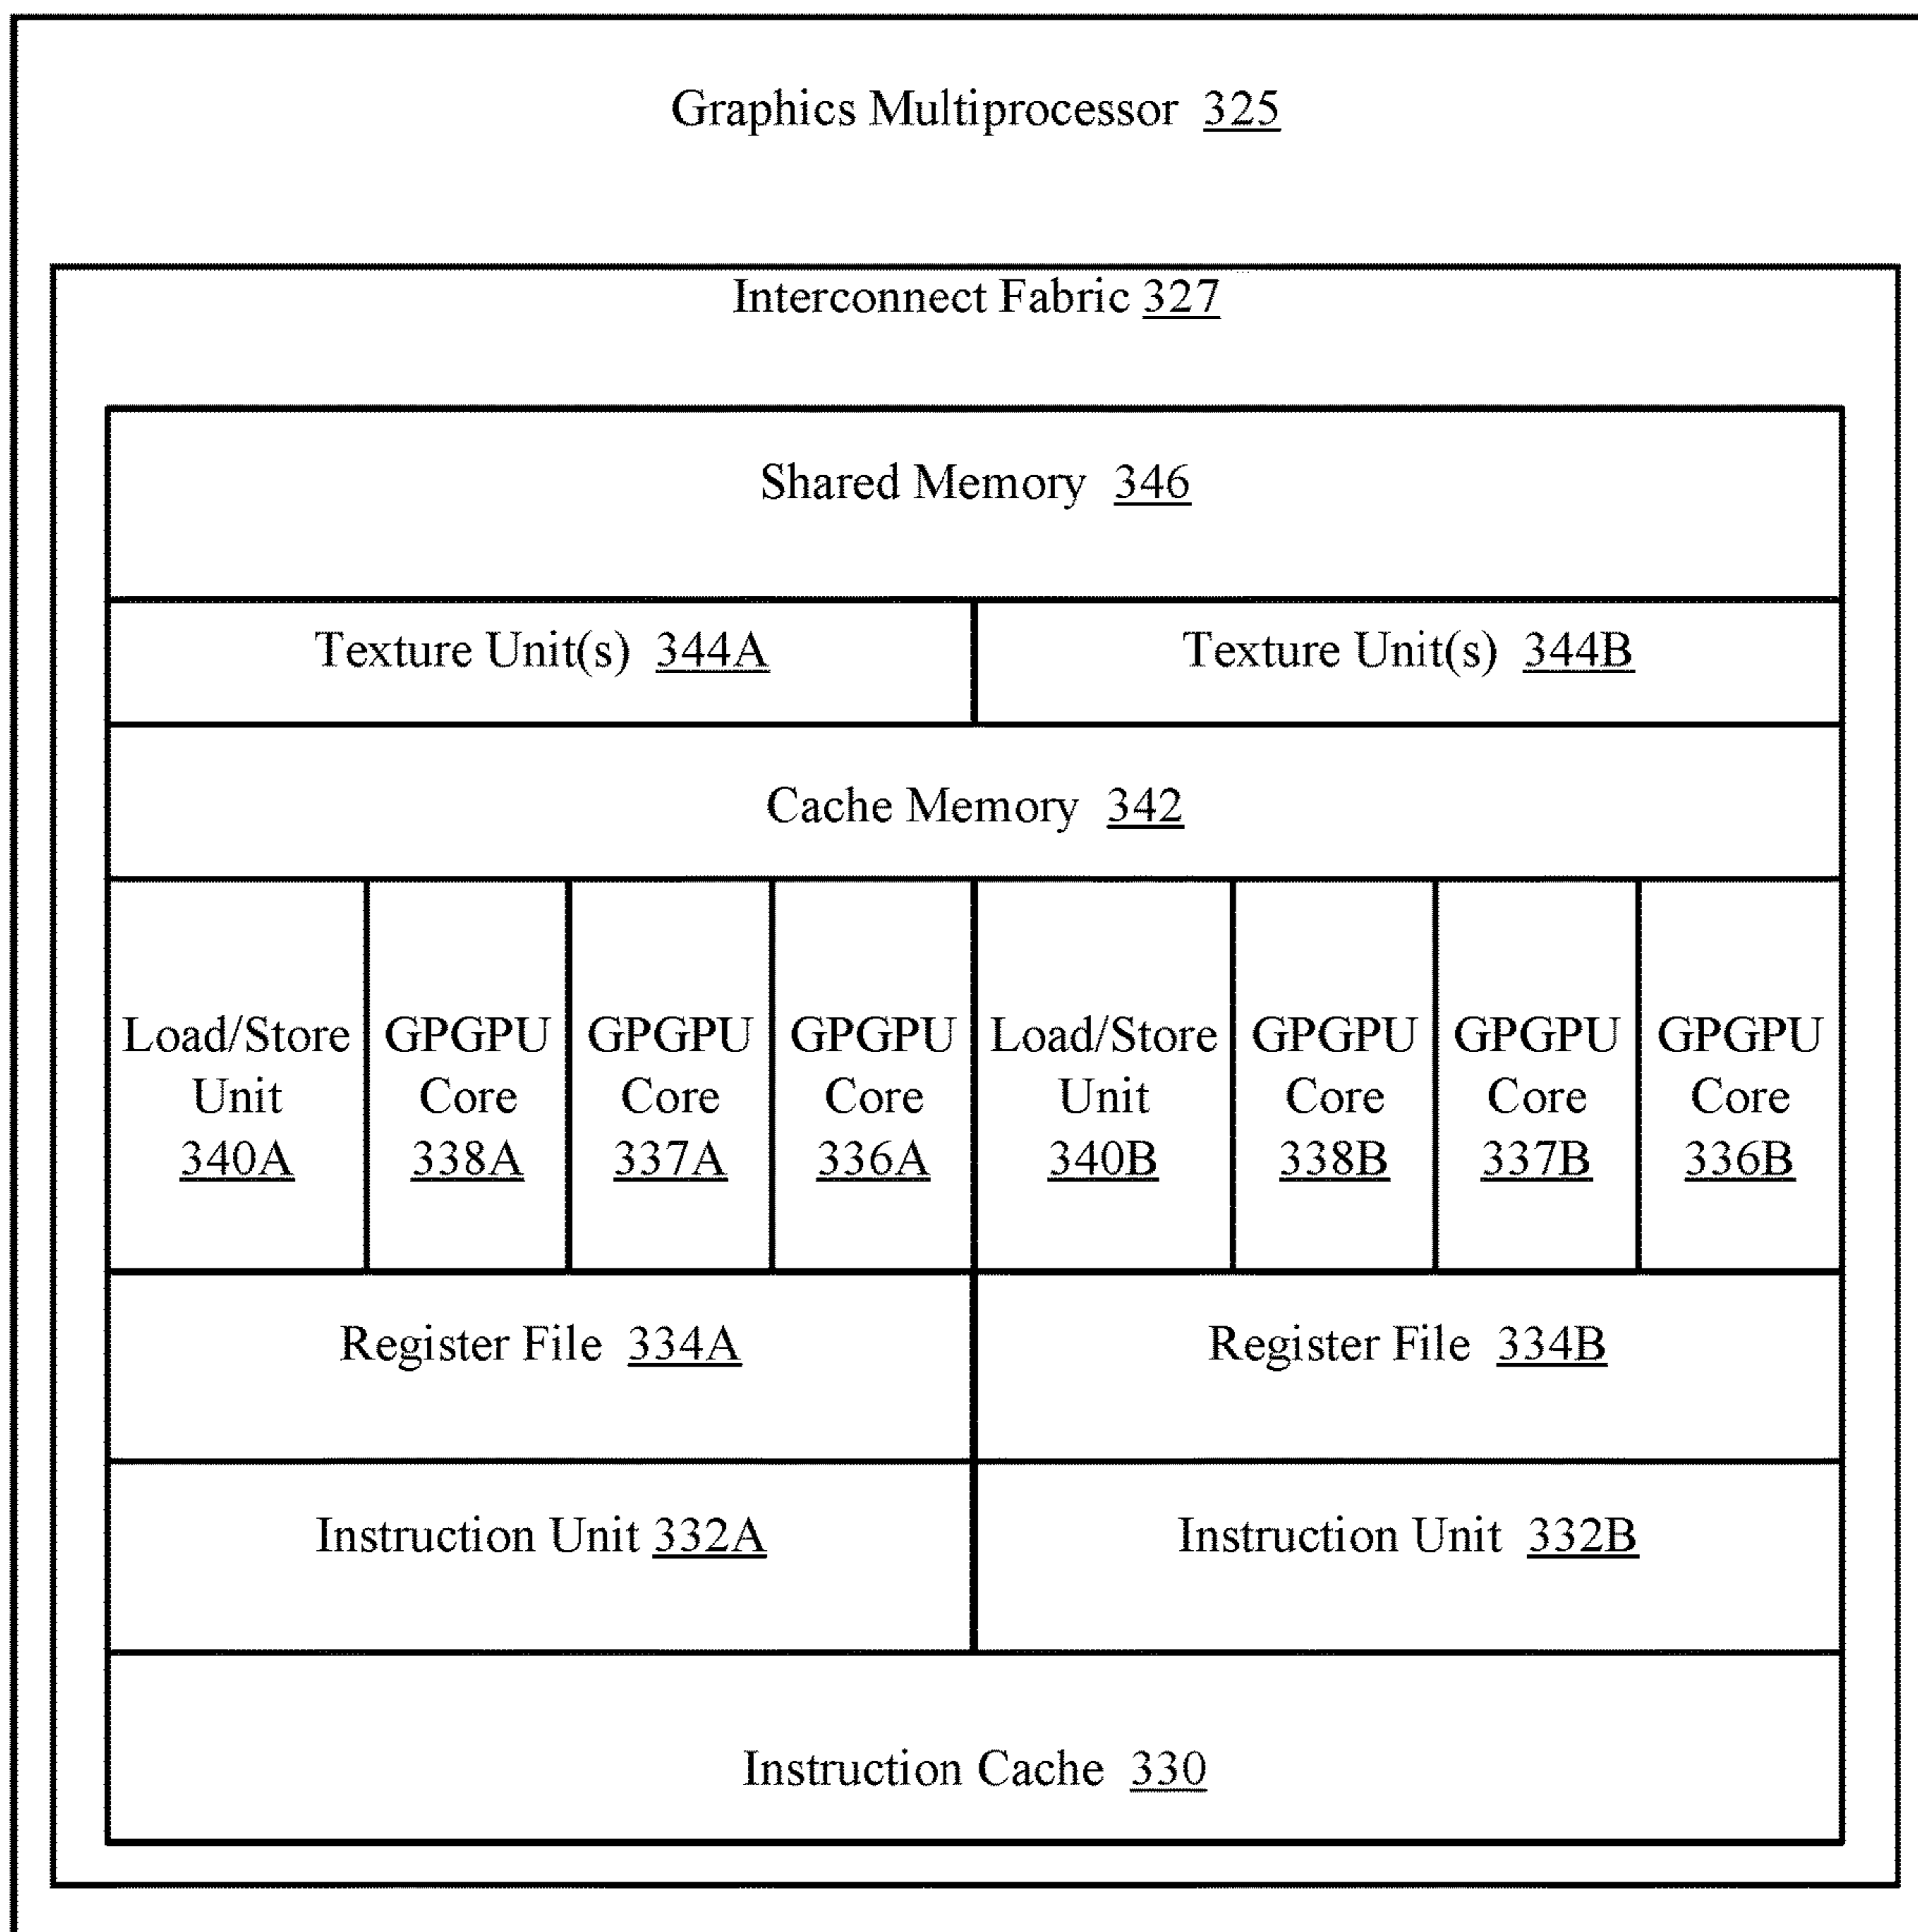 Graphics Multiprocessor 325
Interconnect Fabric 327
Shared Memory 346
Texture Unit(s) 344A
Texture Unit(s) 344B
Cache Memory 342
Load/Store
Unit
340A
GPGPU
Core
338A
GPGPU
Core
337A
GPGPU
Core
336A
Load/Store
Unit
340B
GPGPU
Core
338B
GPGPU
Core
337B
GPGPU
Core
336B
Register File 334A
Register File 334B
Instruction Unit 332A
Instruction Unit 332B
Instruction Cache 330